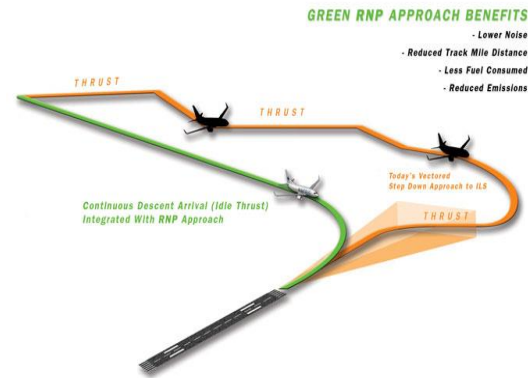 GREEN RNP APPROACH BENEFITS
- Lower Noise
- Reduced Track Mile Distance
- Less Fuel Consumed
- Reduced Emissions
THRUST
THRUST
Today's Vectored
Step Down Approach to ILS
Continuous Descent Arrival (Idle Thrust)
Integrated With RNP Approach
THRUST